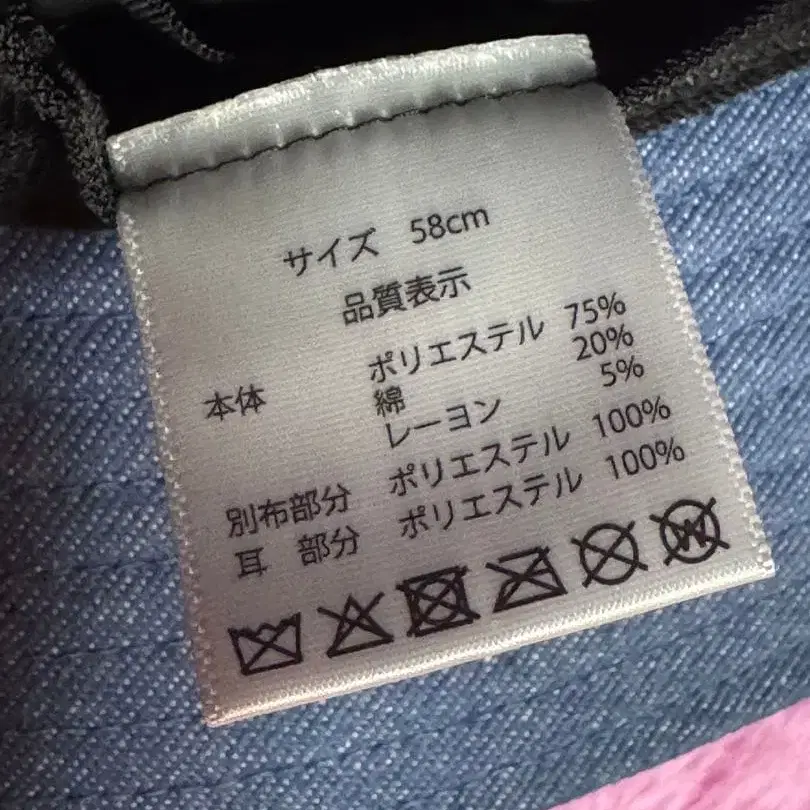 サイズ 58cm
品質表示
本体 ポリエステル 75%
綿 20%
レーヨン 5%
別布部分 ポリエステル 100%
耳 部分 ポリエステル 100%